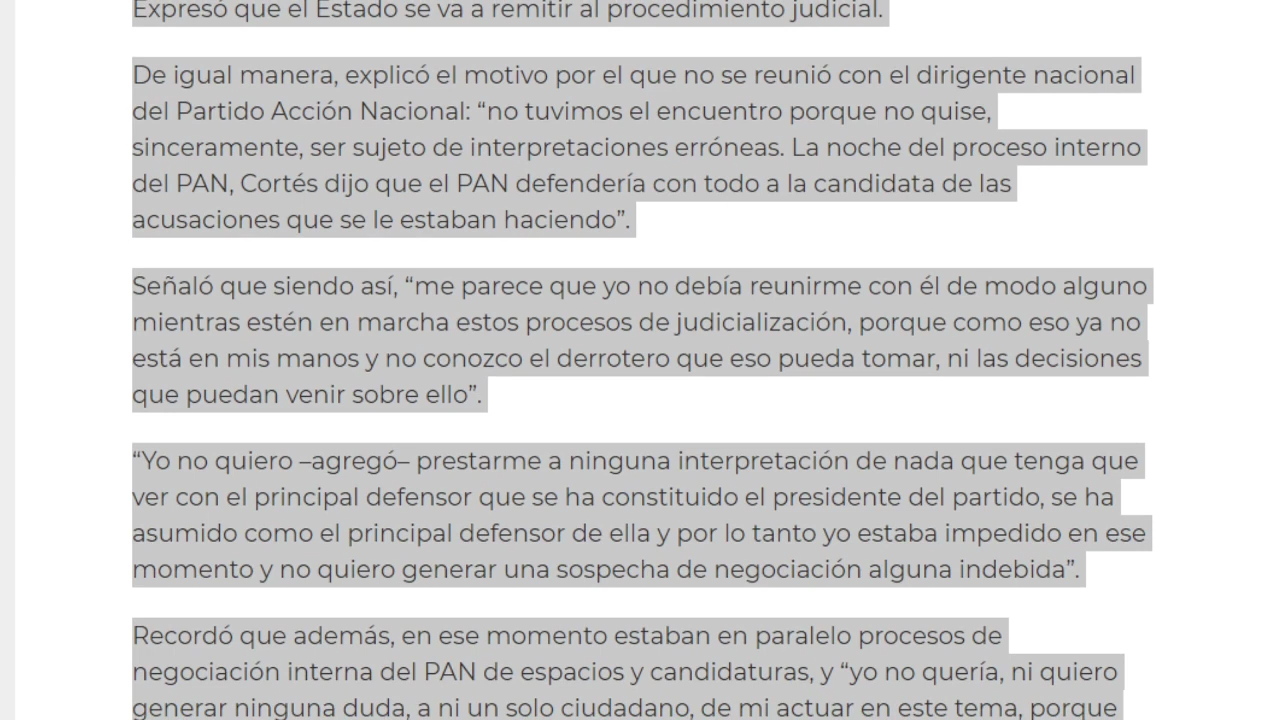 Expresó que el Estado se va a remitir al procedimiento judicial.
De igual manera, explicó el motivo por el que no se reunió con el dirigente nacional
del Partido Acción Nacional: “no tuvimos el encuentro porque no quise,
sinceramente, ser sujeto de interpretaciones erróneas. La noche del proceso interno
del PAN, Cortés dijo que el PAN defendería con todo a la candidata de las
acusaciones que se le estaban haciendo”.
Señaló que siendo así, “me parece que yo no debía reunirme con él de modo alguno
mientras estén en marcha estos procesos de judicialización, porque como eso ya no
está en mis manos y no conozco el derrotero que eso pueda tomar, ni las decisiones
que puedan venir sobre ello”.
“Yo no quiero –agregó– prestarme a ninguna interpretación de nada que tenga que
ver con el principal defensor que se ha constituido el presidente del partido, se ha
asumido como el principal defensor de ella y por lo tanto yo estaba impedido en ese
momento y no quiero generar una sospecha de negociación alguna indebida”.
Recordó que además, en ese momento estaban en paralelo procesos de
negociación interna del PAN de espacios y candidaturas, y “yo no quería, ni quiero
generar ninguna duda, a ni un solo ciudadano, de mi actuar en este tema, porque